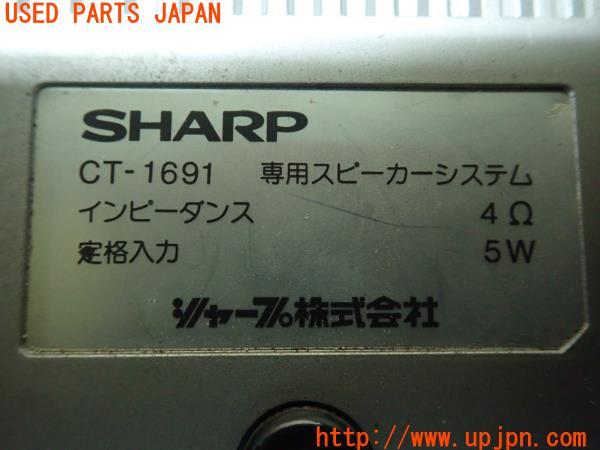 USED PARTS JAPAN
SHARP
CT-1691 専用スピーカーシステム
インピーダンス 4Ω
定格入力 5W
シャープ株式会社
http://www.upjpn.com/